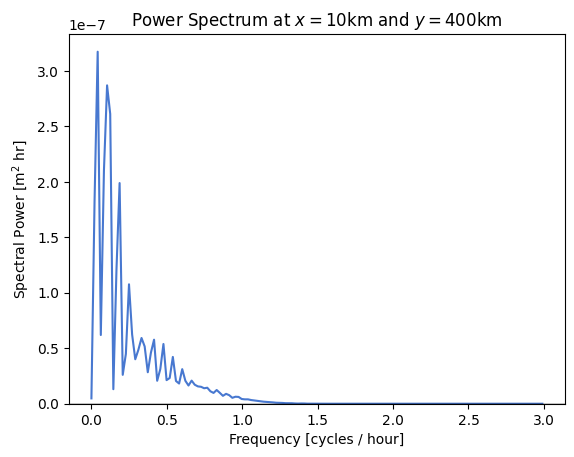 Power Spectrum at x = 10km and y = 400km
1e−7
3.0
2.5
2.0
1.5
1.0
0.5
0.0
Spectral Power [m² hr]
0.0 0.5 1.0 1.5 2.0 2.5 3.0
Frequency [cycles / hour]